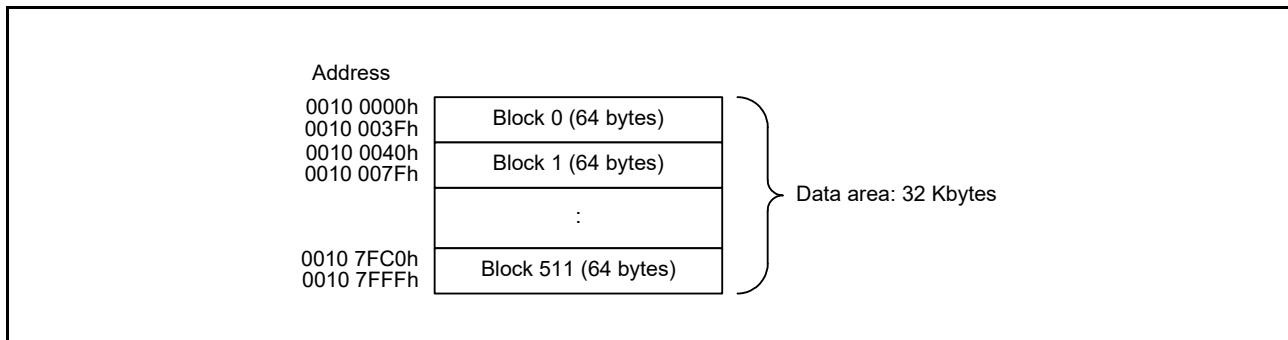 Address
0010 0000h
0010 003Fh
Block 0 (64 bytes)
0010 0040h
0010 007Fh
Block 1 (64 bytes)
:
0010 7FC0h
0010 7FFFh
Block 511 (64 bytes)
Data area: 32 Kbytes